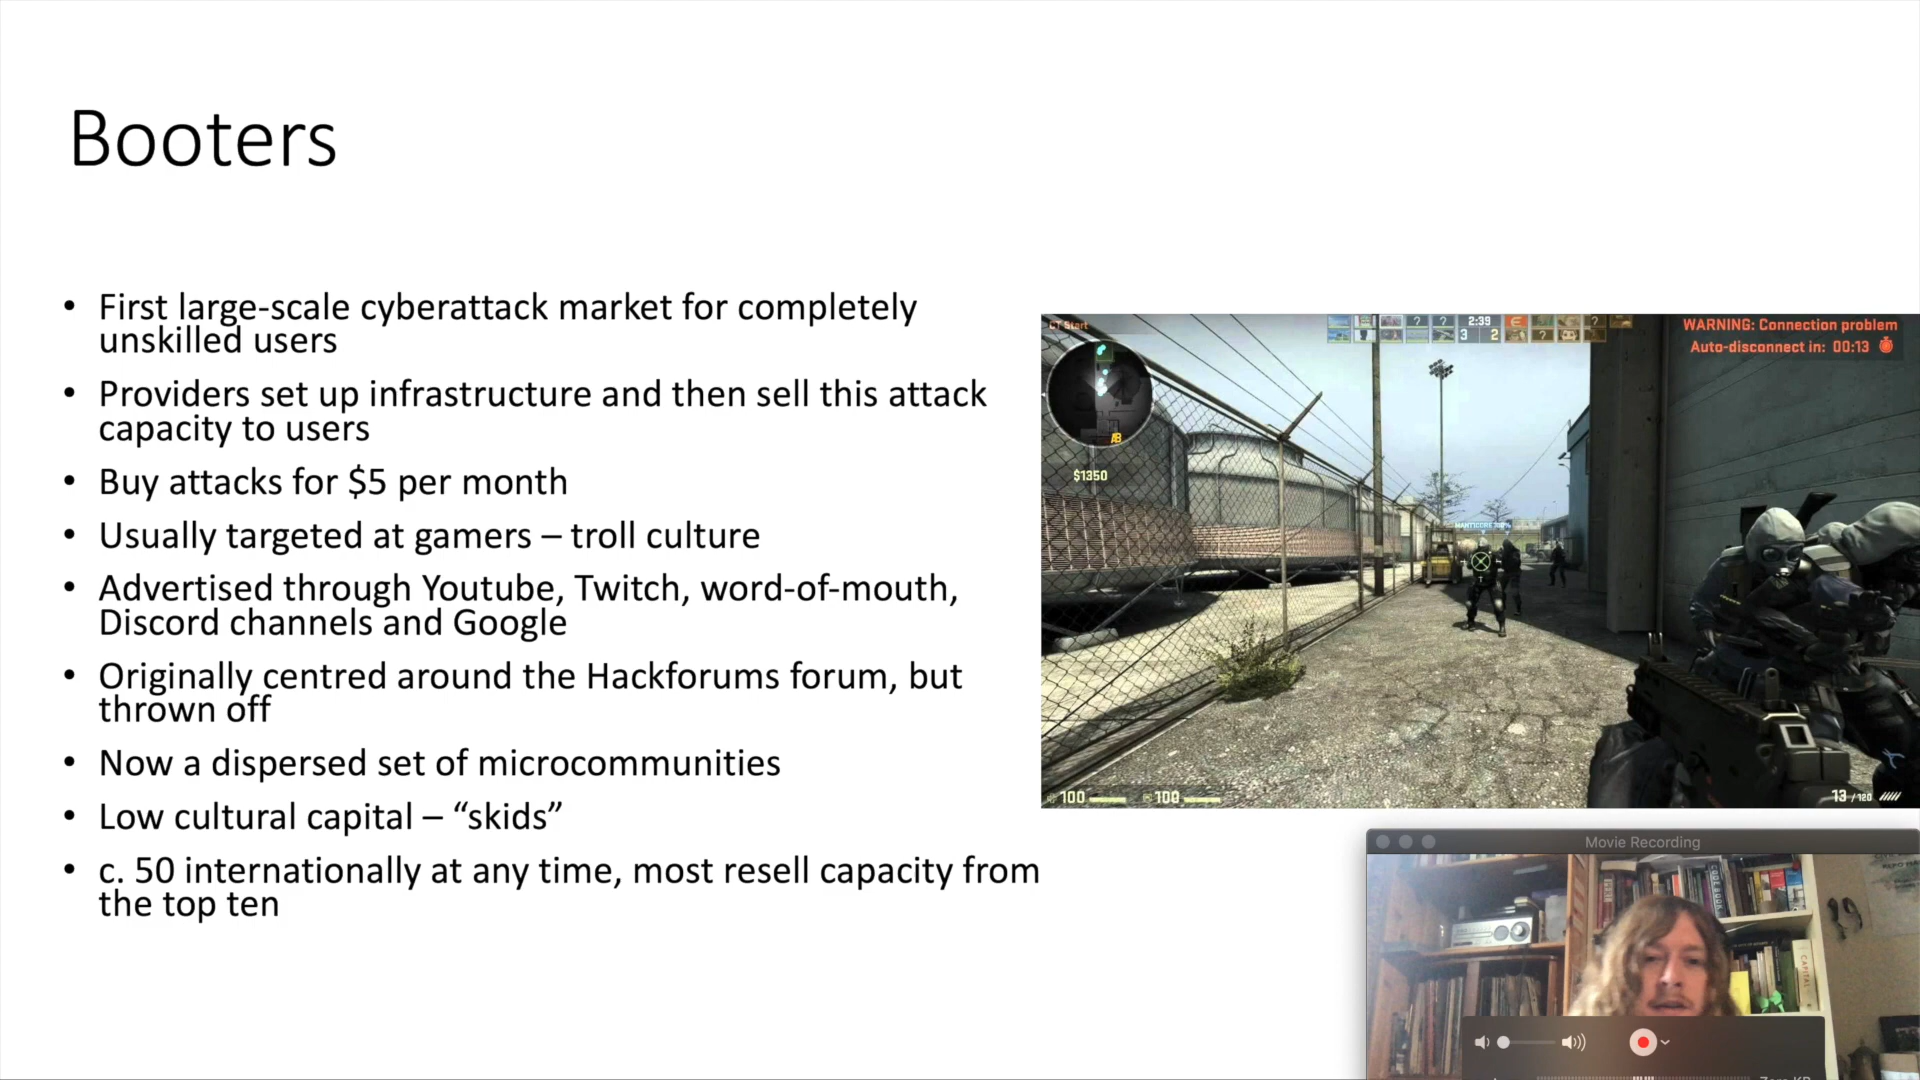 Booters
• First large-scale cyberattack market for completely
unskilled users
• Providers set up infrastructure and then sell this attack
capacity to users
• Buy attacks for $5 per month
• Usually targeted at gamers – troll culture
• Advertised through Youtube, Twitch, word-of-mouth,
Discord channels and Google
• Originally centred around the Hackforums forum, but
thrown off
• Now a dispersed set of microcommunities
• Low cultural capital – “skids”
• c. 50 internationally at any time, most resell capacity from
the top ten
CT Start
2:39
3 2
WARNING: Connection problem
Auto-disconnect in: 00:13
$1350
100
100
13 / 120
Movie Recording
CAPITAL